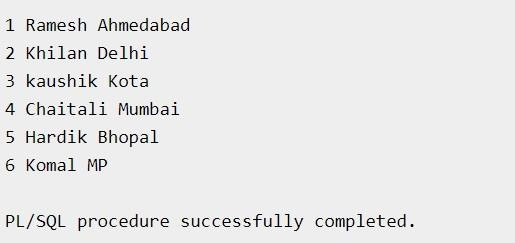 1 Ramesh Ahmedabad
2 Khilan Delhi
3 kaushik Kota
4 Chaitali Mumbai
5 Hardik Bhopal
6 Komal MP
PL/SQL procedure successfully completed.